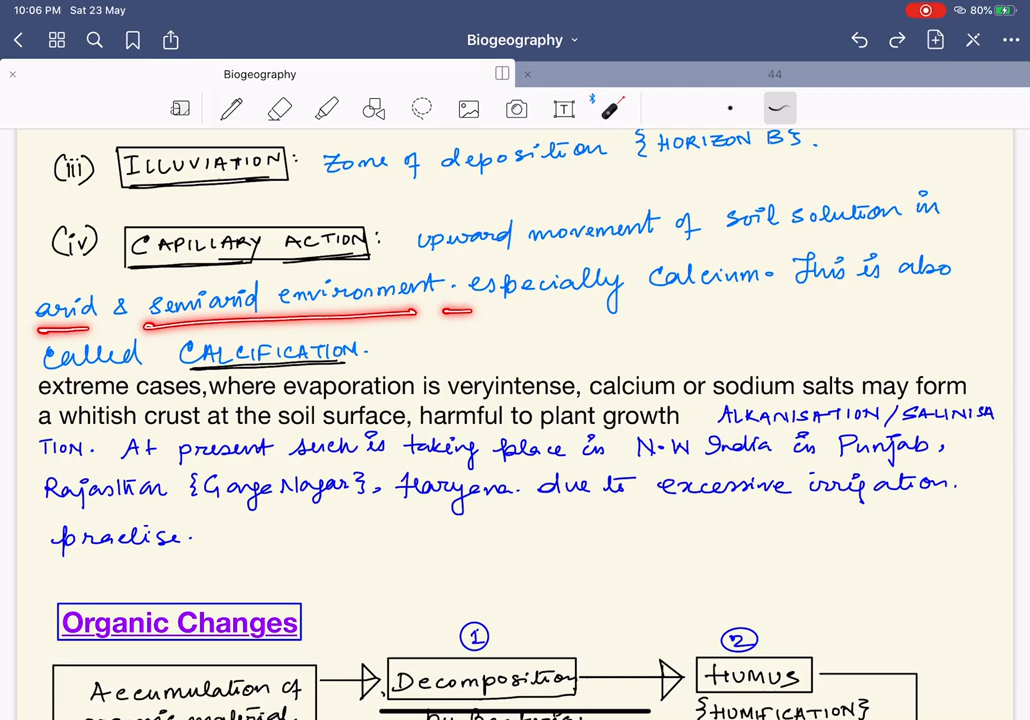 10:06 PM Sat 23 May
80%
Biogeography
Biogeography
44
(iii) ILLUVIATION: Zone of deposition {HORIZON B}.
(iv) CAPILLARY ACTION: upward movement of soil solution in
arid & semiarid environment. especially Calcium. This is also
called CALCIFICATION.
extreme cases,where evaporation is veryintense, calcium or sodium salts may form
a whitish crust at the soil surface, harmful to plant growth ALKANISATION/SALINISA
TION. At present such is taking place in N-W India in Punjab,
Rajasthan {Gange Nagar}, Haryena. due to excessive irrigation.
practise.
Organic Changes
1 2
Accumulation of Decomposition HUMUS
{HUMIFICATION}